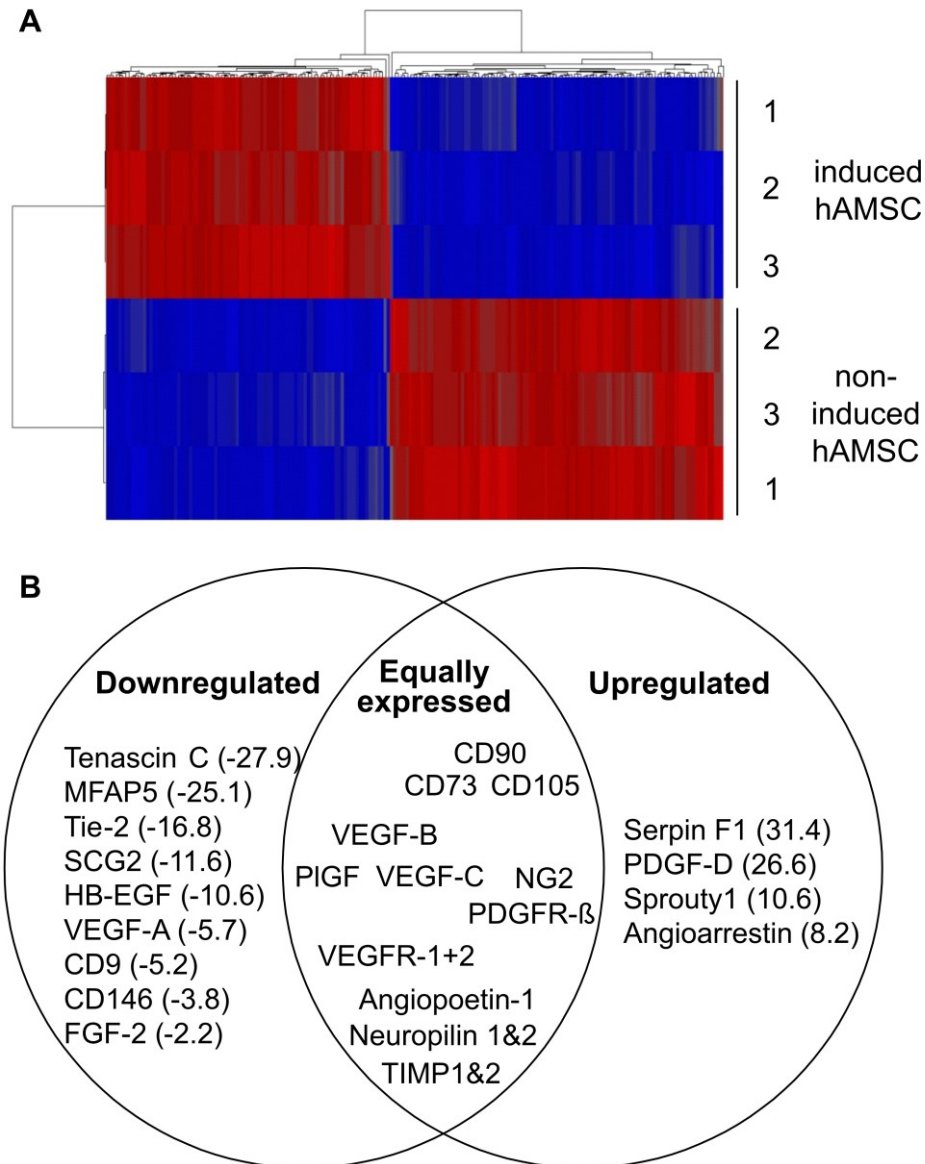 A
1
2
3
induced
hAMSC
2
3
1
non-
induced
hAMSC
B
Downregulated
Tenascin C (-27.9)
MFAP5 (-25.1)
Tie-2 (-16.8)
SCG2 (-11.6)
HB-EGF (-10.6)
VEGF-A (-5.7)
CD9 (-5.2)
CD146 (-3.8)
FGF-2 (-2.2)
Equally
expressed
CD90
CD73 CD105
VEGF-B
PlGF VEGF-C NG2
PDGFR-ß
VEGFR-1+2
Angiopoetin-1
Neuropilin 1&2
TIMP1&2
Upregulated
Serpin F1 (31.4)
PDGF-D (26.6)
Sprouty1 (10.6)
Angioarrestin (8.2)